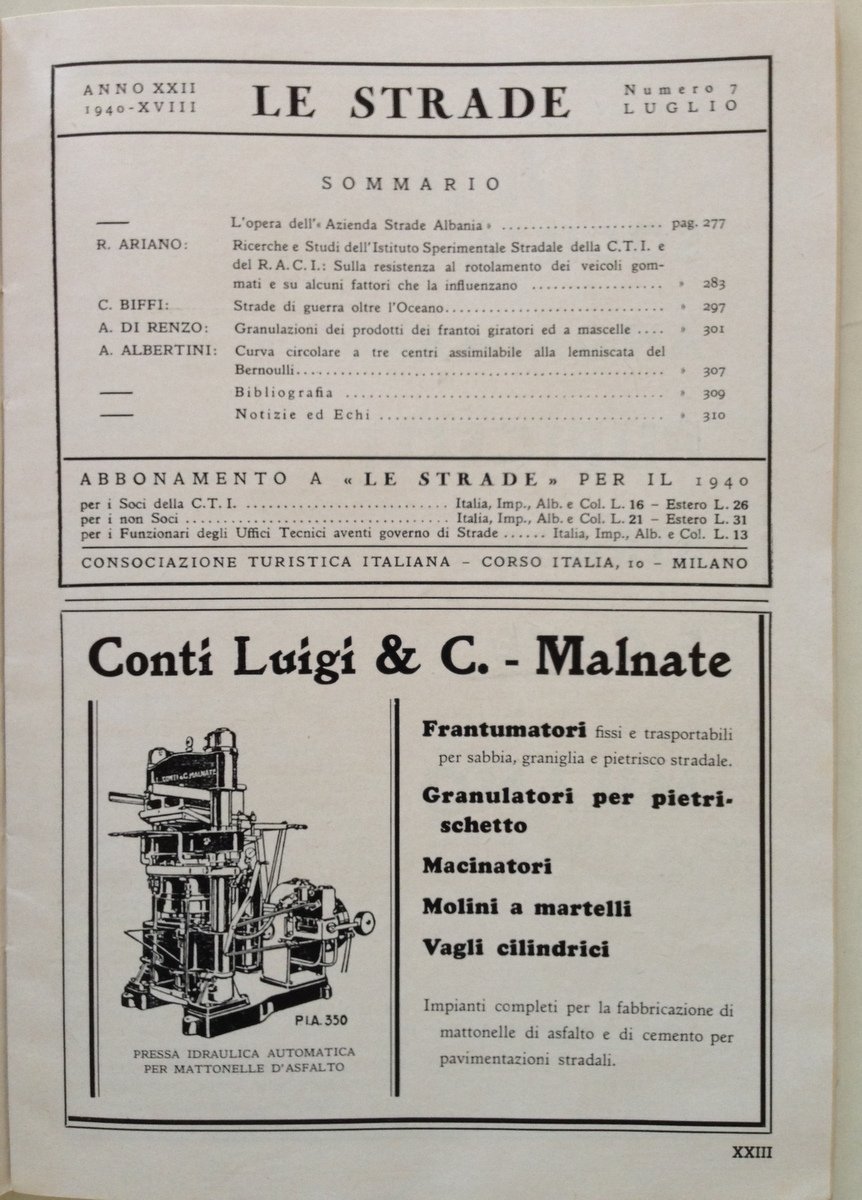 ANNO XXII
1940-XVIII
LE STRADE
Numero 7
LUGLIO
SOMMARIO
L'opera dell'« Azienda Strade Albania » ..................... pag. 277
R. ARIANO: Ricerche e Studi dell'Istituto Sperimentale Stradale della C.T.I. e
del R.A.C.I.: Sulla resistenza al rotolamento dei veicoli gom-
mati e su alcuni fattori che la influenzano ................. » 283
C. BIFFI: Strade di guerra oltre l'Oceano............................ » 297
A. DI RENZO: Granulazioni dei prodotti dei frantoi giratori ed a mascelle .... » 301
A. ALBERTINI: Curva circolare a tre centri assimilabile alla lemniscata del
Bernoulli............................................... » 307
Bibliografia ......................................... » 309
Notizie ed Echi .................................... » 310
ABBONAMENTO A « LE STRADE » PER IL 1940
per i Soci della C.T.I. .......................... Italia, Imp., Alb. e Col. L. 16 – Estero L. 26
per i non Soci .................................. Italia, Imp., Alb. e Col. L. 21 – Estero L. 31
per i Funzionari degli Uffici Tecnici aventi governo di Strade ...... Italia, Imp., Alb. e Col. L. 13
CONSOCIAZIONE TURISTICA ITALIANA – CORSO ITALIA, 10 – MILANO
Conti Luigi & C. - Malnate
L. CONTI & C. MALNATE
P.I.A. 350
PRESSA IDRAULICA AUTOMATICA
PER MATTONELLE D'ASFALTO
Frantumatori fissi e trasportabili
per sabbia, graniglia e pietrisco stradale.
Granulatori per pietri-
schetto
Macinatori
Molini a martelli
Vagli cilindrici
Impianti completi per la fabbricazione di
mattonelle di asfalto e di cemento per
pavimentazioni stradali.
XXIII